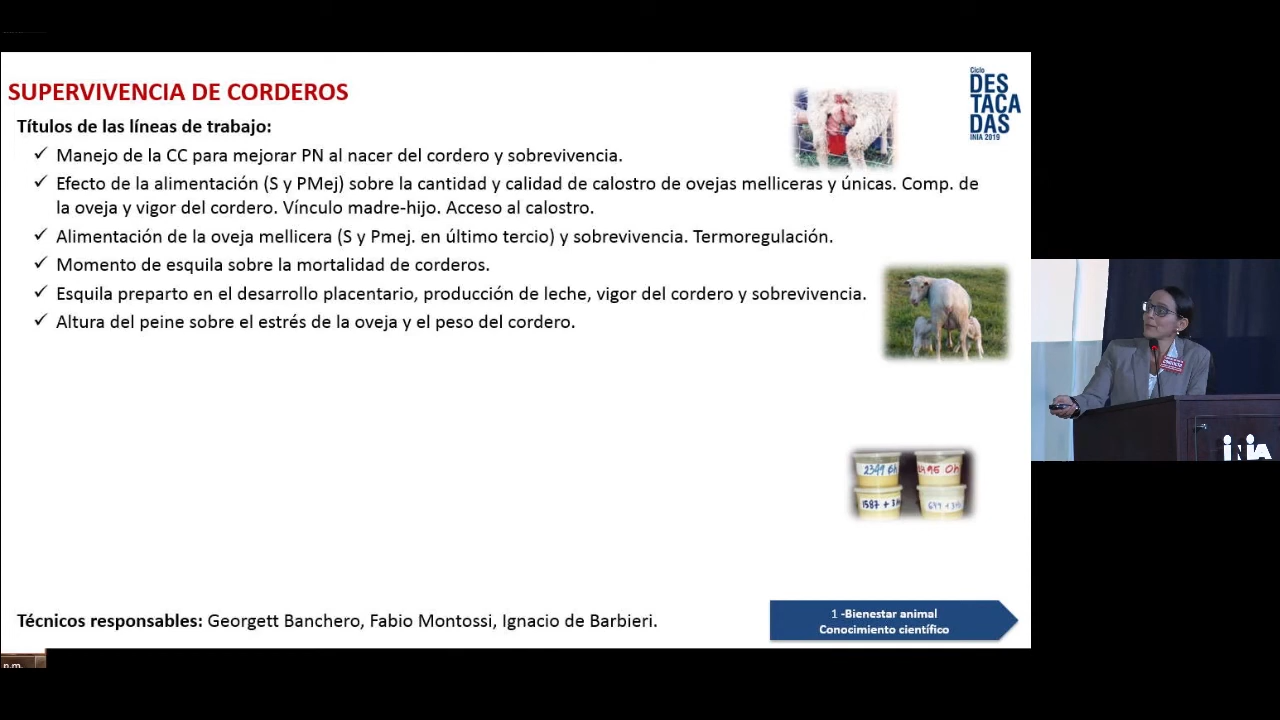 SUPERVIVENCIA DE CORDEROS
Ciclo
DES
TACA
DAS
INIA 2019
Títulos de las líneas de trabajo:
✓ Manejo de la CC para mejorar PN al nacer del cordero y sobrevivencia.
✓ Efecto de la alimentación (S y PMej) sobre la cantidad y calidad de calostro de ovejas melliceras y únicas. Comp. de
la oveja y vigor del cordero. Vínculo madre-hijo. Acceso al calostro.
✓ Alimentación de la oveja mellicera (S y Pmej. en último tercio) y sobrevivencia. Termoregulación.
✓ Momento de esquila sobre la mortalidad de corderos.
✓ Esquila preparto en el desarrollo placentario, producción de leche, vigor del cordero y sobrevivencia.
✓ Altura del peine sobre el estrés de la oveja y el peso del cordero.
2349 0h
1587 + 3h
Técnicos responsables: Georgett Banchero, Fabio Montossi, Ignacio de Barbieri.
1 -Bienestar animal
Conocimiento científico
INIA
p.m.